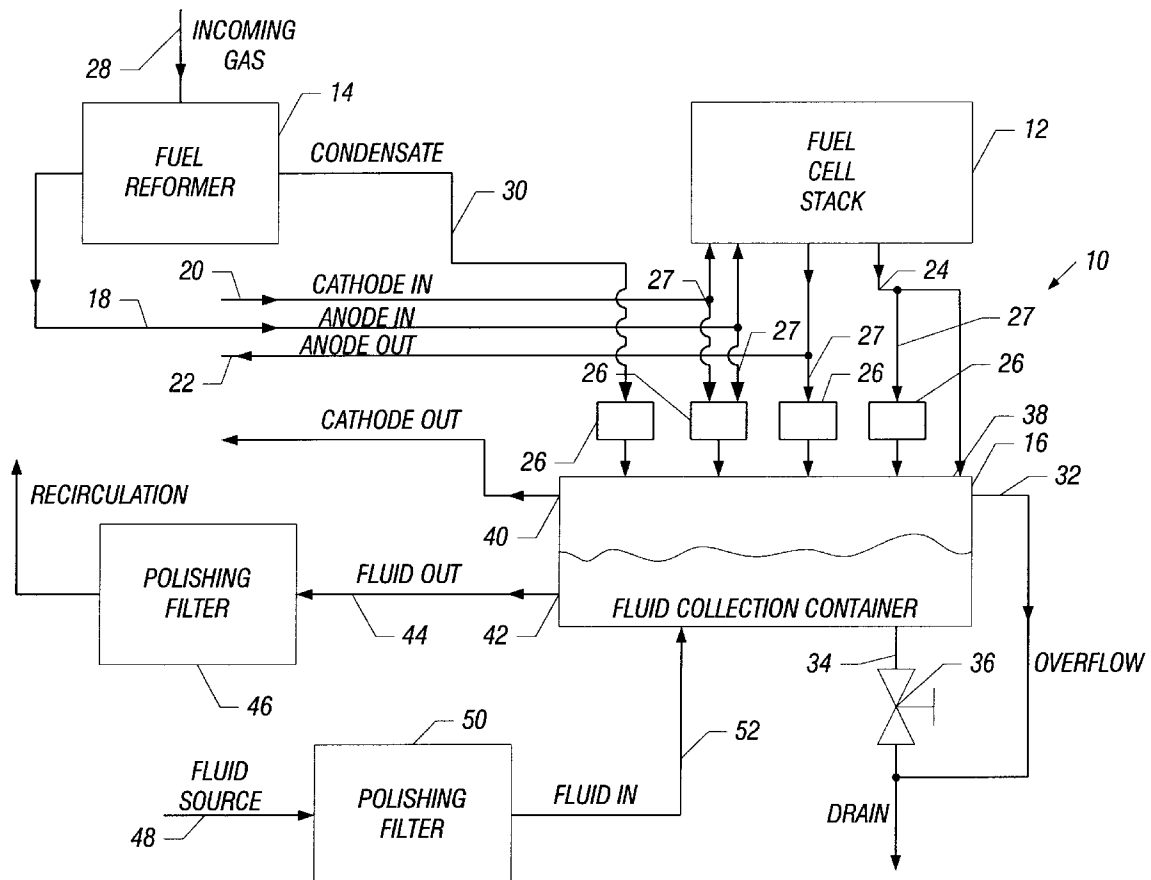 INCOMING
GAS
28
14
FUEL
REFORMER
CONDENSATE
30
FUEL
CELL
STACK
12
10
20
CATHODE IN
27
24
18
ANODE IN
27
27
27
ANODE OUT
22
26
26
26
26
CATHODE OUT
38
16
32
RECIRCULATION
40
POLISHING
FILTER
FLUID OUT
44
42
FLUID COLLECTION CONTAINER
34
36
OVERFLOW
46
50
52
FLUID
SOURCE
48
POLISHING
FILTER
FLUID IN
DRAIN